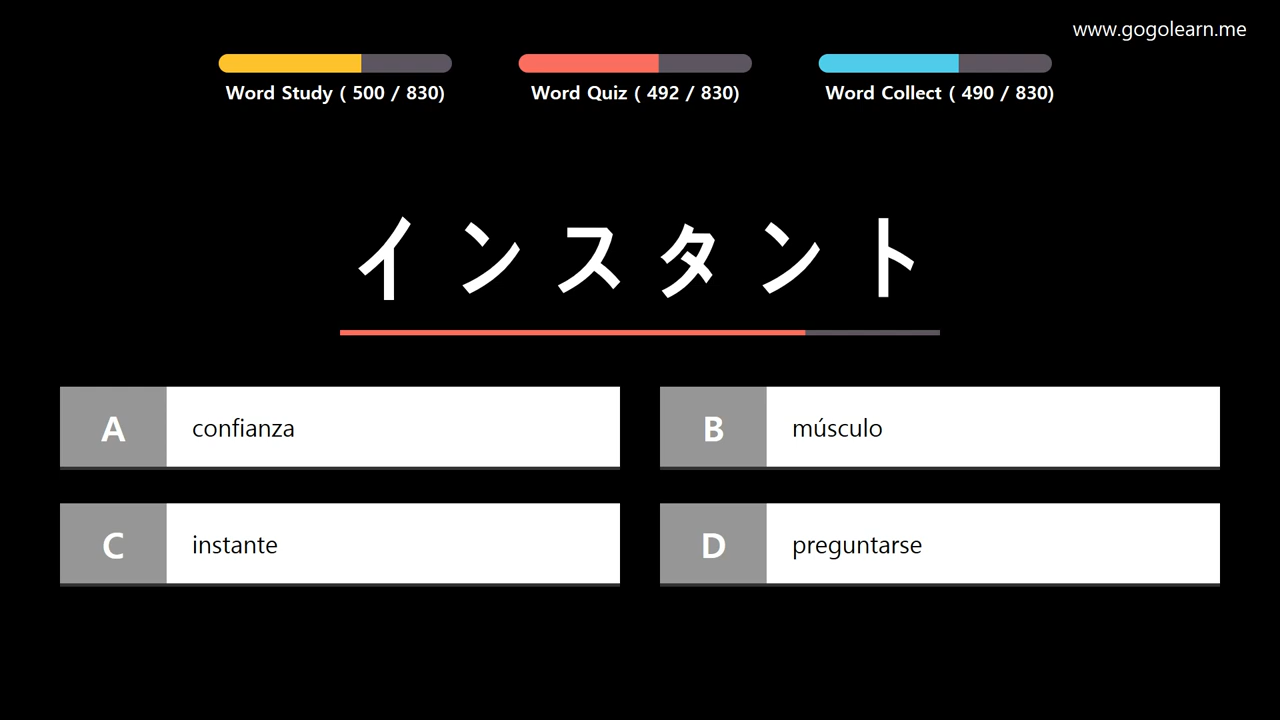 www.gogolearn.me
Word Study ( 500 / 830)
Word Quiz ( 492 / 830)
Word Collect ( 490 / 830)
インスタント
A confianza
B músculo
C instante
D preguntarse